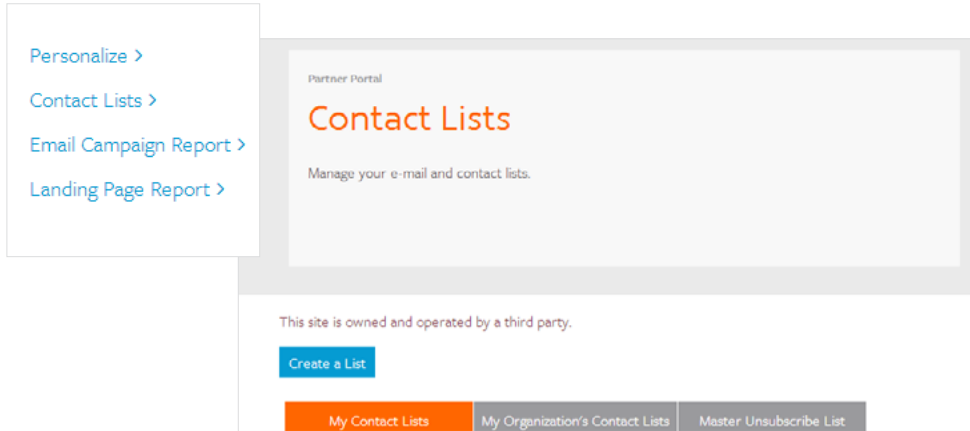 Personalize >
Contact Lists >
Email Campaign Report >
Landing Page Report >
Partner Portal
Contact Lists
Manage your e-mail and contact lists.
This site is owned and operated by a third party.
Create a List
My Contact Lists My Organization's Contact Lists Master Unsubscribe List